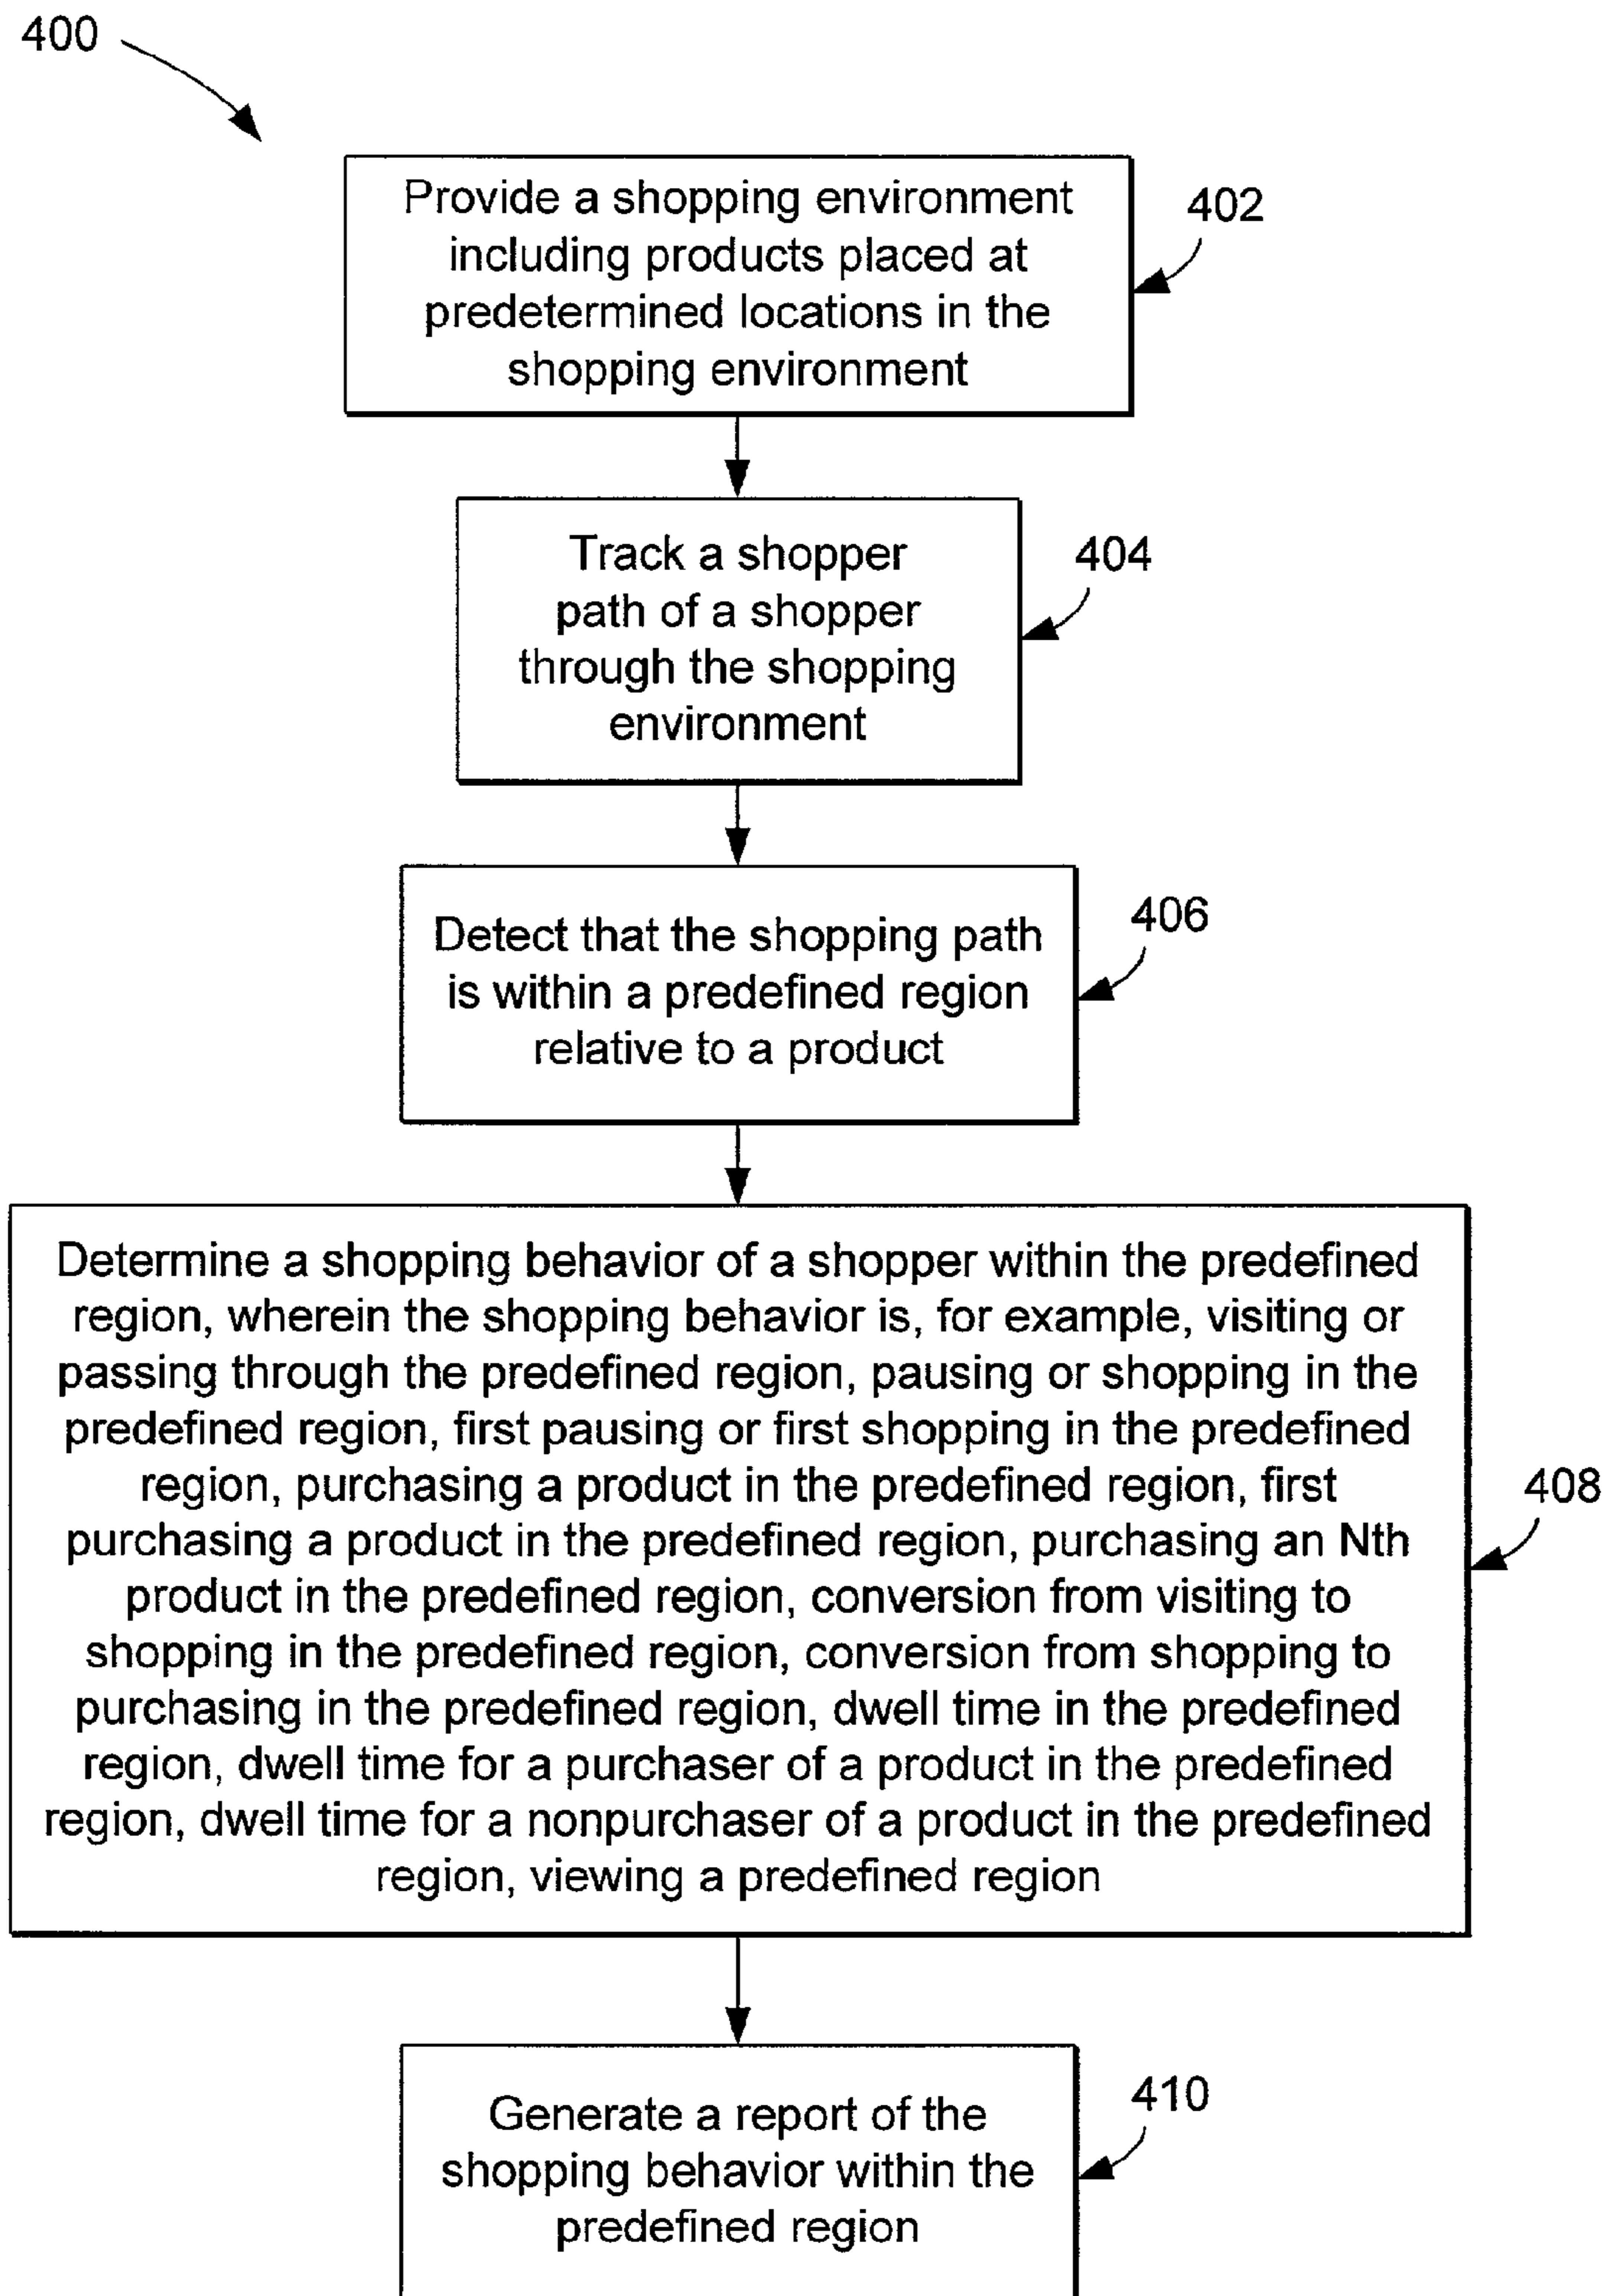 400
Provide a shopping environment
including products placed at
predetermined locations in the
shopping environment
402
Track a shopper
path of a shopper
through the shopping
environment
404
Detect that the shopping path
is within a predefined region
relative to a product
406
Determine a shopping behavior of a shopper within the predefined
region, wherein the shopping behavior is, for example, visiting or
passing through the predefined region, pausing or shopping in the
predefined region, first pausing or first shopping in the predefined
region, purchasing a product in the predefined region, first
purchasing a product in the predefined region, purchasing an Nth
product in the predefined region, conversion from visiting to
shopping in the predefined region, conversion from shopping to
purchasing in the predefined region, dwell time in the predefined
region, dwell time for a purchaser of a product in the predefined
region, dwell time for a nonpurchaser of a product in the predefined
region, viewing a predefined region
408
Generate a report of the
shopping behavior within the
predefined region
410